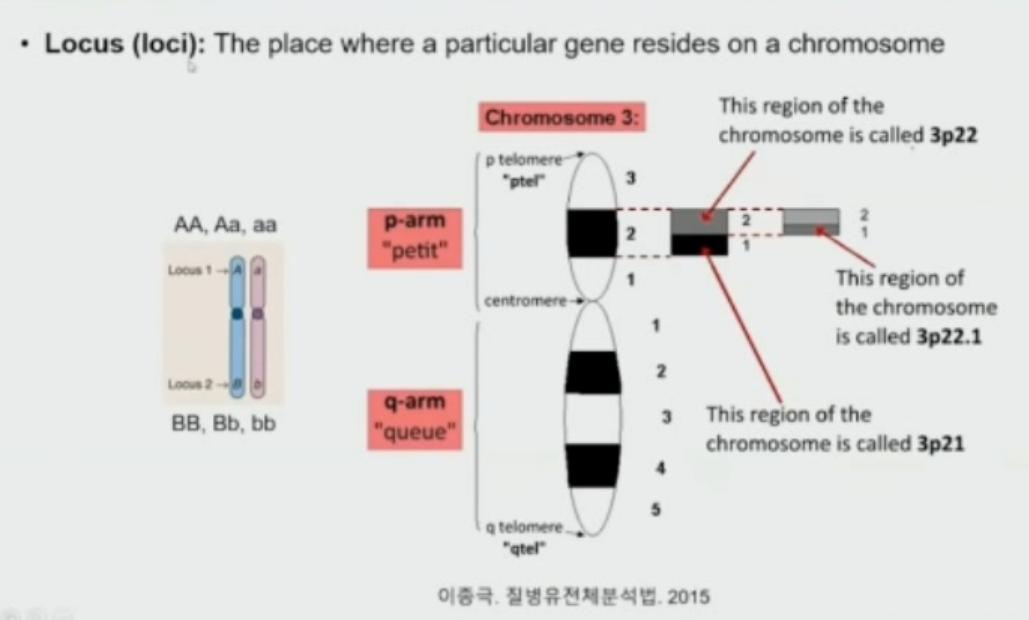 • Locus (loci): The place where a particular gene resides on a chromosome
Chromosome 3:
This region of the
chromosome is called 3p22
p telomere
"ptel"
3
AA, Aa, aa
p-arm
"petit"
2
1
2
1
2
1
Locus 1
A
a
centromere
This region of
the chromosome
is called 3p22.1
1
2
Locus 2
B
b
BB, Bb, bb
q-arm
"queue"
3
This region of the
chromosome is called 3p21
4
5
q telomere
"qtel"
이종극. 질병유전체분석법. 2015